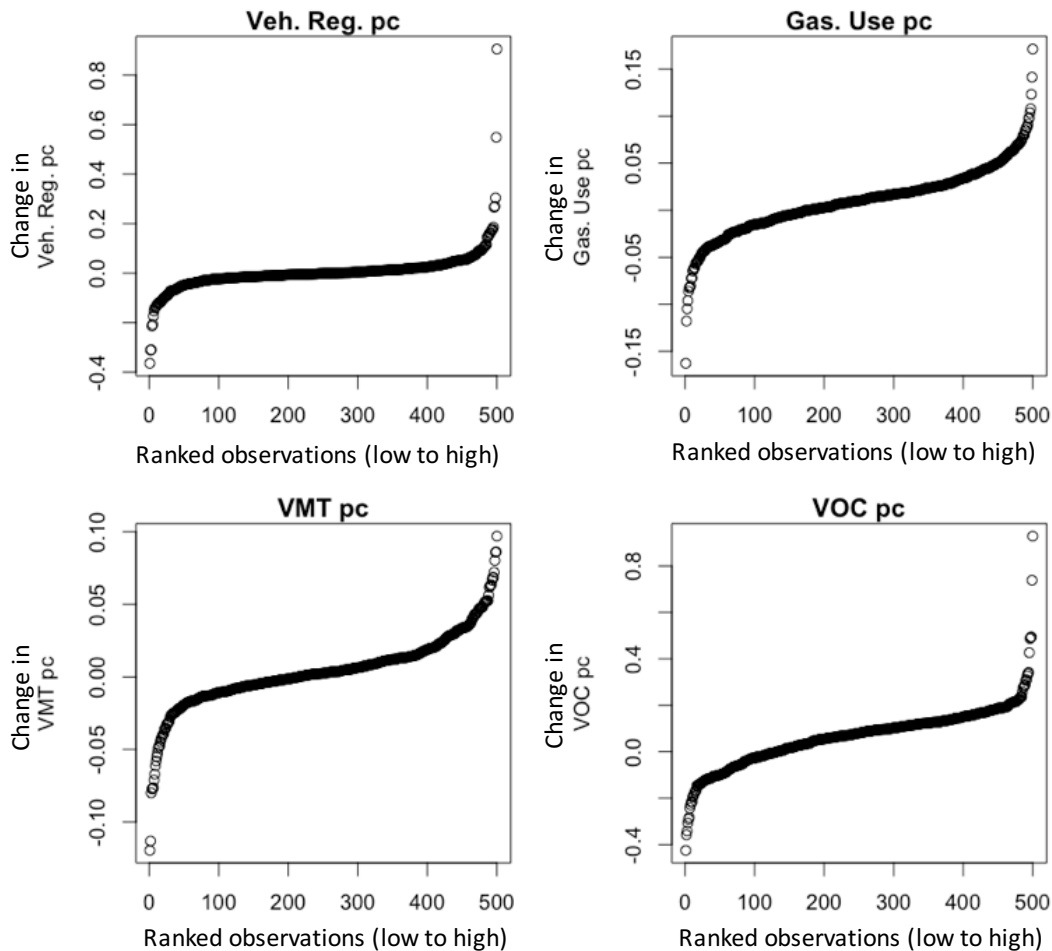 Veh. Reg. pc
Change in
Veh. Reg. pc
0.8
0.6
0.4
0.2
0.0
-0.4
0 100 200 300 400 500
Ranked observations (low to high)
Gas. Use pc
Change in
Gas. Use pc
0.15
0.05
-0.05
-0.15
0 100 200 300 400 500
Ranked observations (low to high)
VMT pc
Change in
VMT pc
0.10
0.05
0.00
-0.05
-0.10
0 100 200 300 400 500
Ranked observations (low to high)
VOC pc
Change in
VOC pc
0.8
0.4
0.0
-0.4
0 100 200 300 400 500
Ranked observations (low to high)